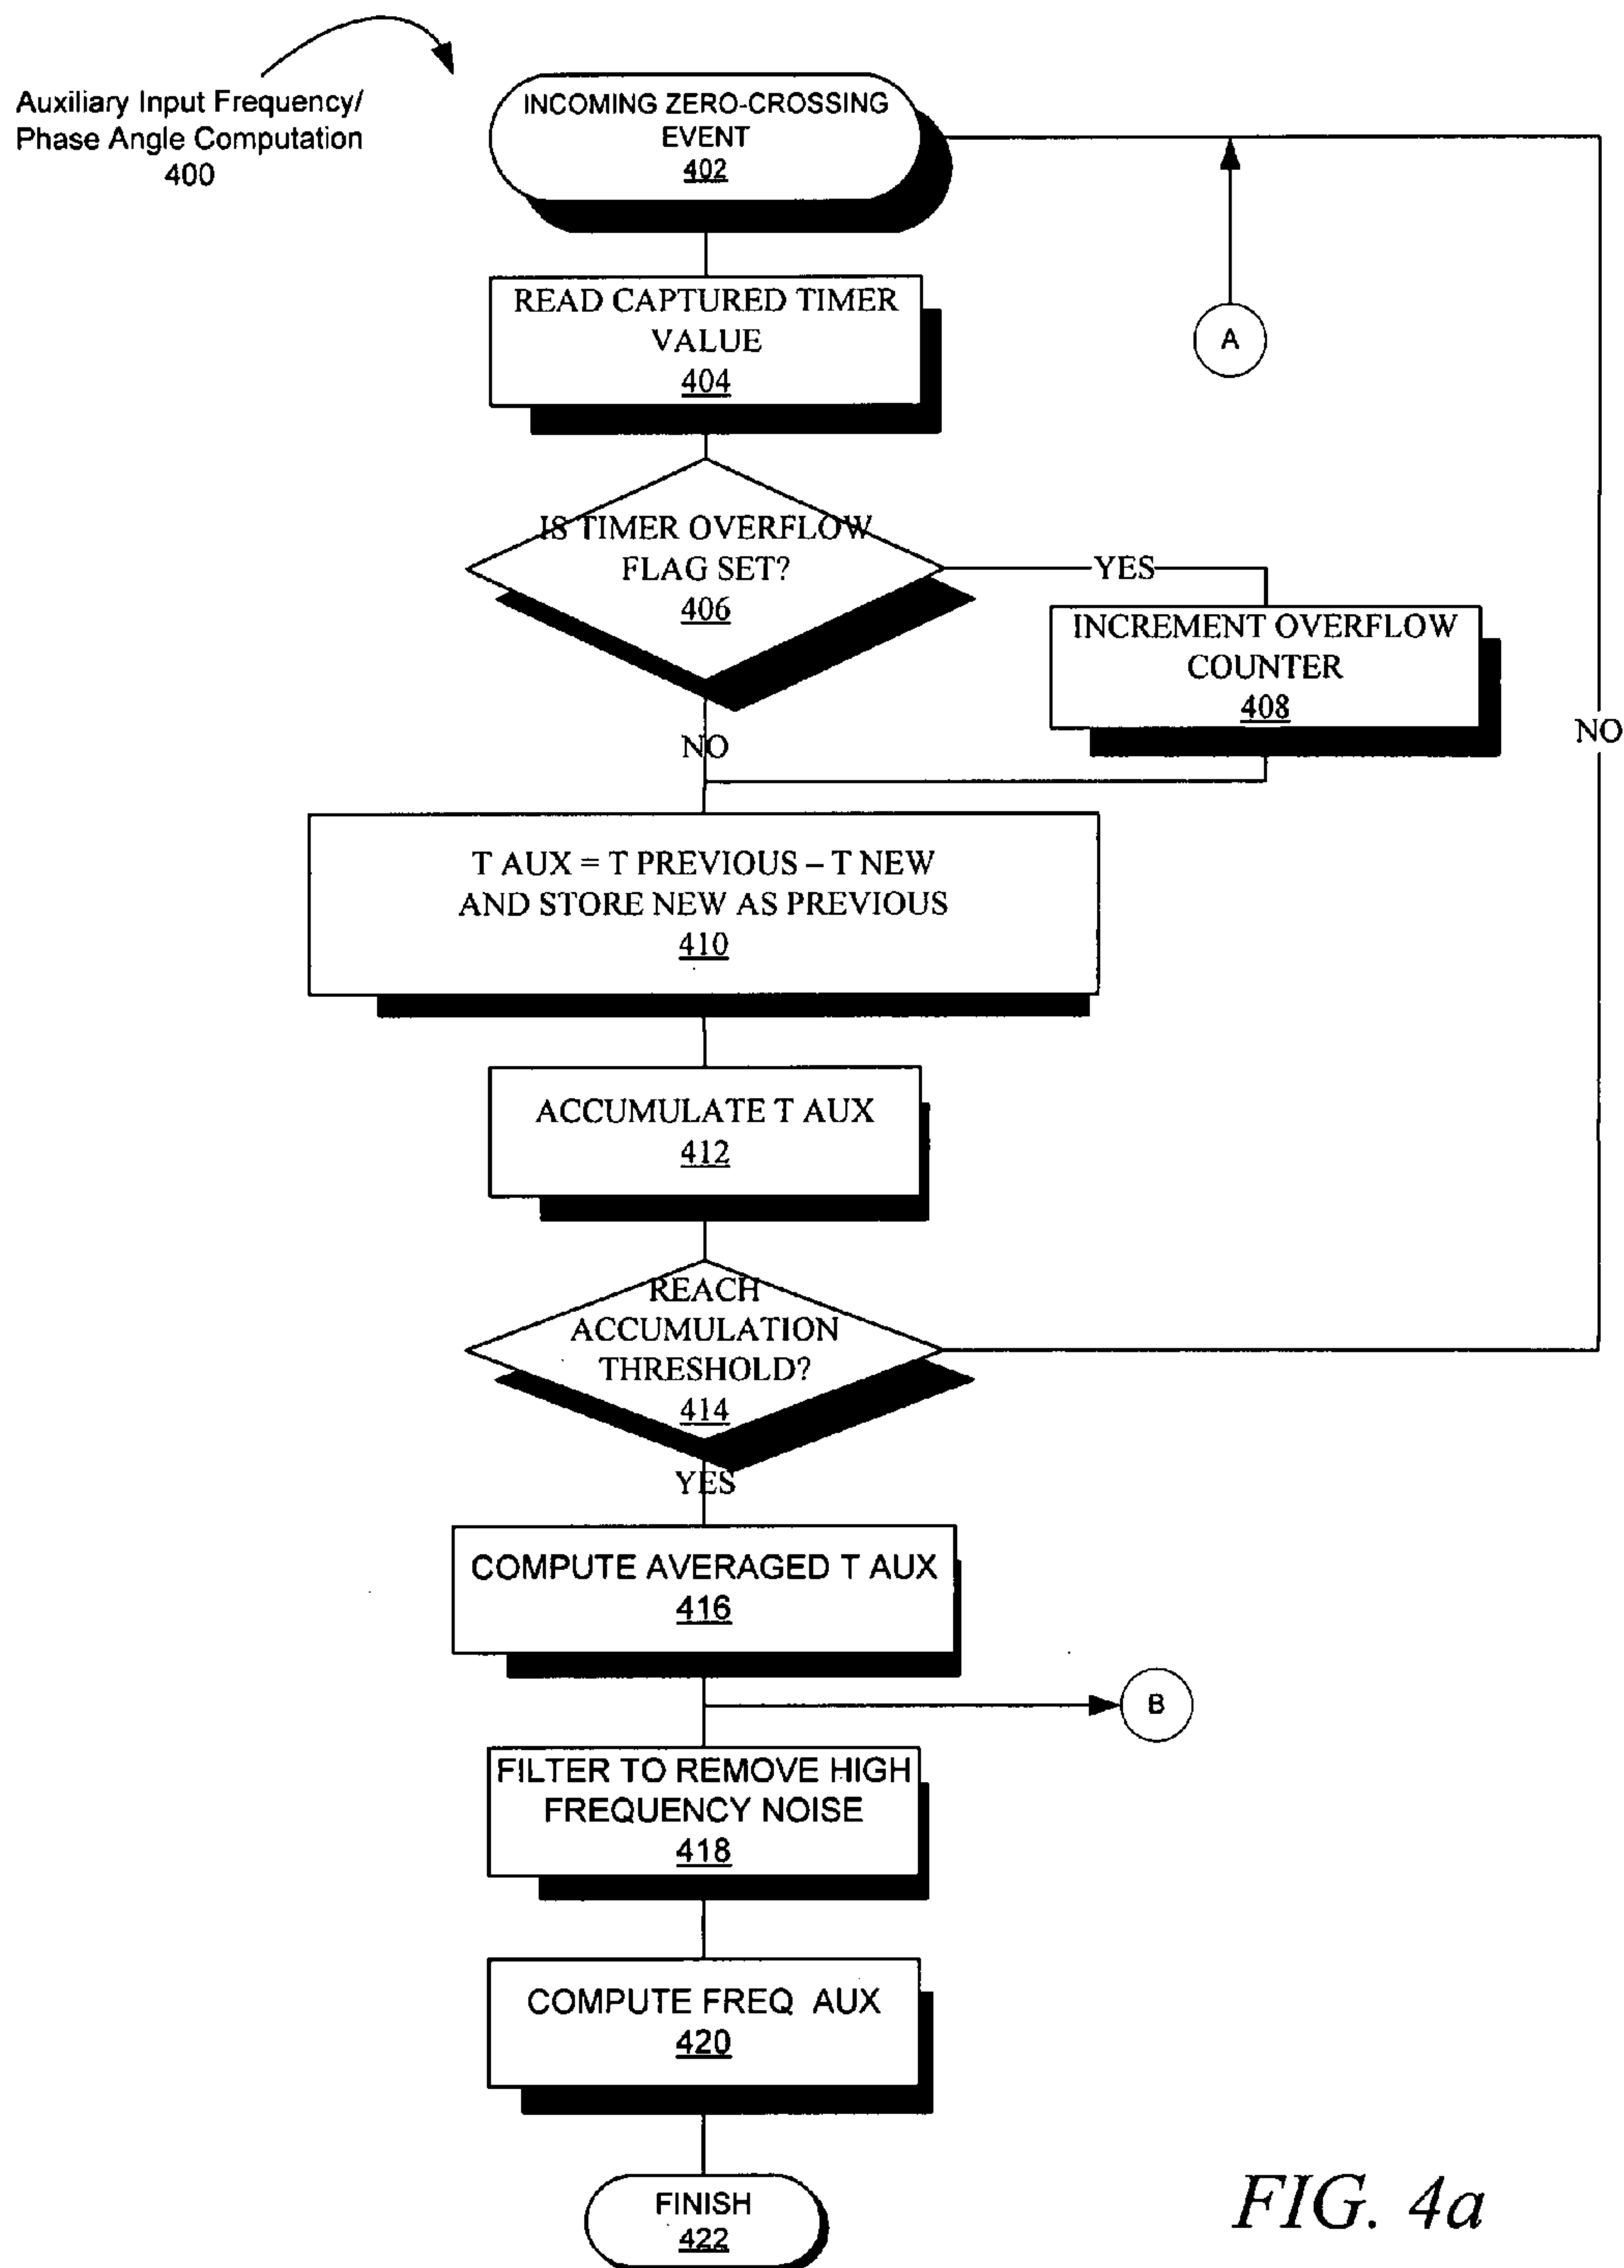 Auxiliary Input Frequency/
Phase Angle Computation
400
INCOMING ZERO-CROSSING
EVENT
402
READ CAPTURED TIMER
VALUE
404
A
IS TIMER OVERFLOW
FLAG SET?
406
YES
INCREMENT OVERFLOW
COUNTER
408
NO
NO
T AUX = T PREVIOUS – T NEW
AND STORE NEW AS PREVIOUS
410
ACCUMULATE T AUX
412
REACH
ACCUMULATION
THRESHOLD?
414
YES
COMPUTE AVERAGED T AUX
416
B
FILTER TO REMOVE HIGH
FREQUENCY NOISE
418
COMPUTE FREQ AUX
420
FINISH
422
FIG. 4a